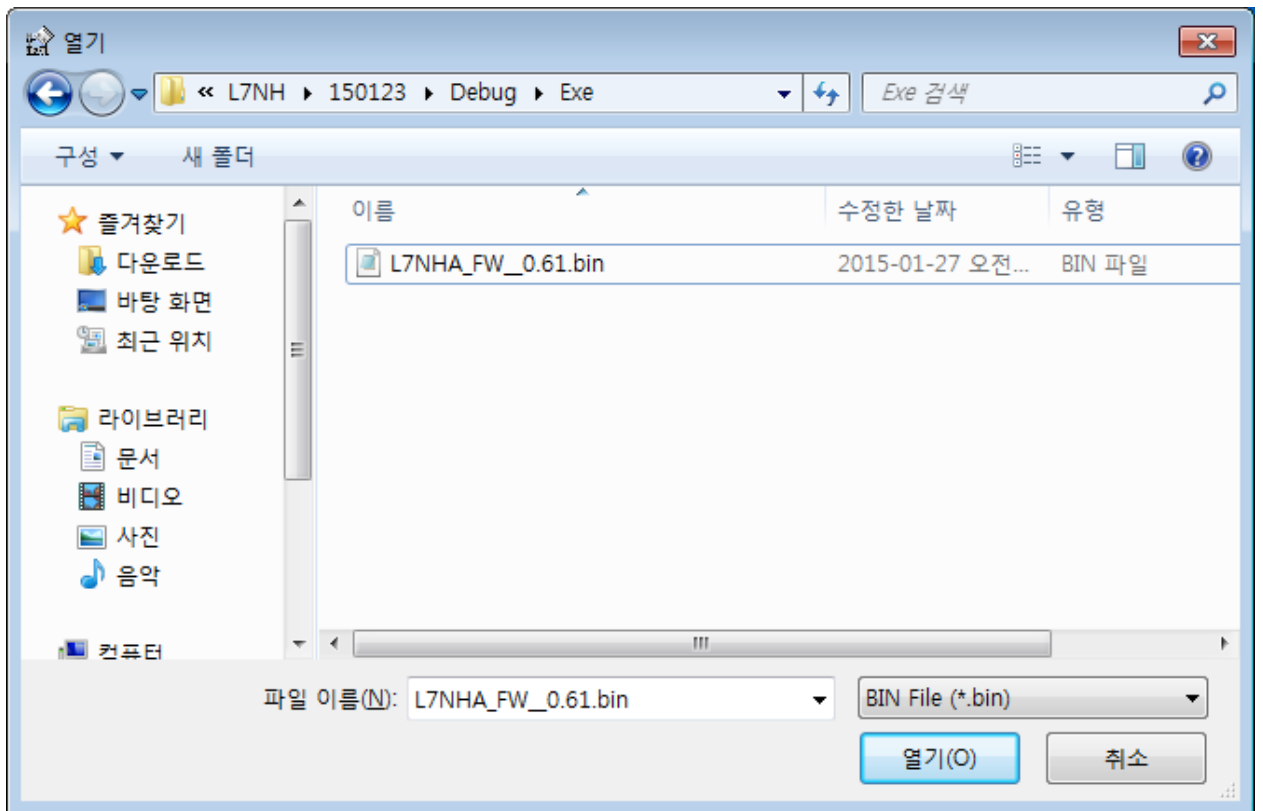 열기
« L7NH ▸ 150123 ▸ Debug ▸ Exe
Exe 검색
구성 새 폴더
이름 수정한 날짜 유형
L7NHA_FW__0.61.bin 2015-01-27 오전... BIN 파일
즐겨찾기
다운로드
바탕 화면
최근 위치
라이브러리
문서
비디오
사진
음악
컴퓨터
파일 이름(N): L7NHA_FW__0.61.bin BIN File (*.bin)
열기(O) 취소